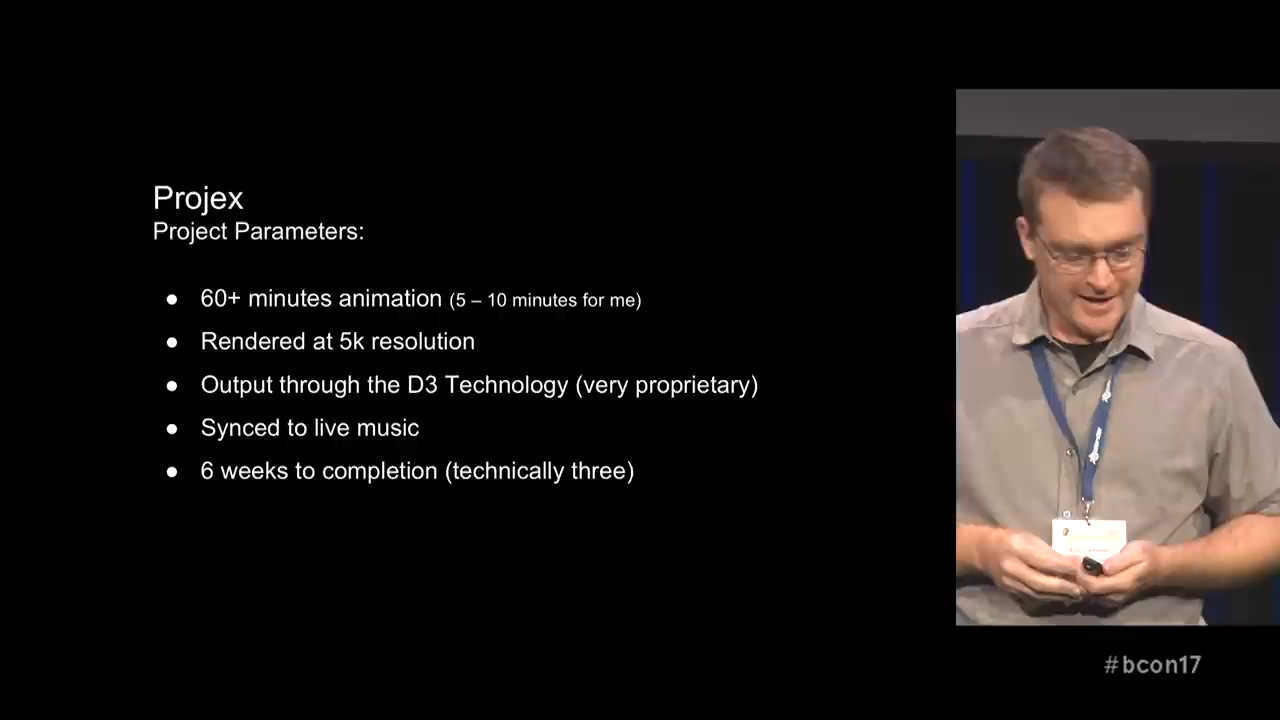 Projex
Project Parameters:
● 60+ minutes animation (5 – 10 minutes for me)
● Rendered at 5k resolution
● Output through the D3 Technology (very proprietary)
● Synced to live music
● 6 weeks to completion (technically three)
#bcon17